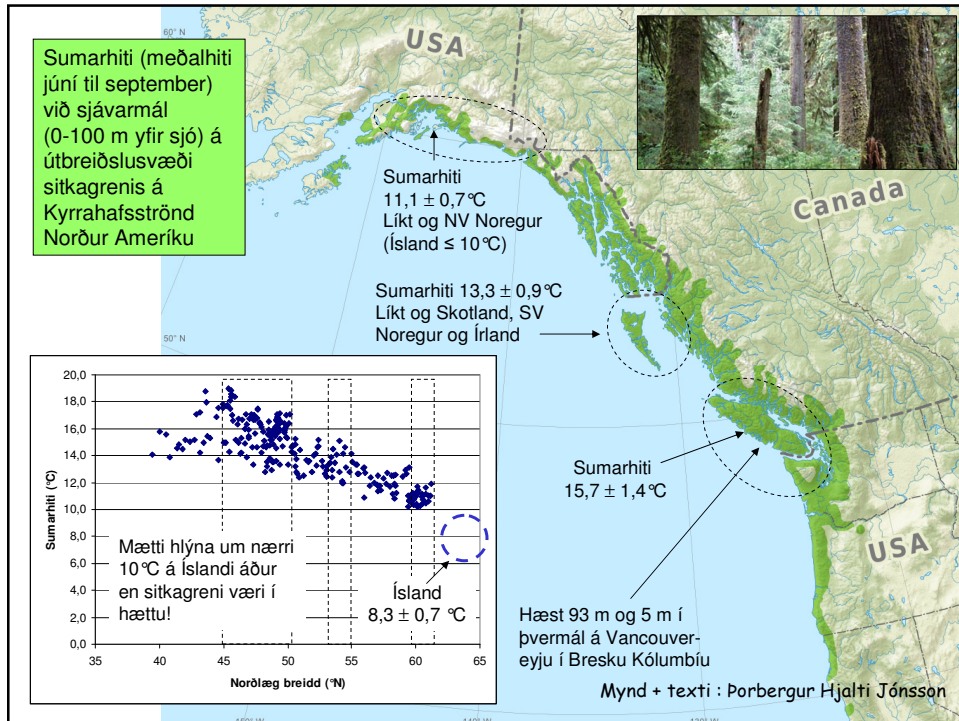 Sumarhiti (meðalhiti
júní til september)
við sjávarmál
(0-100 m yfir sjó) á
útbreiðslusvæði
sitkagrenis á
Kyrrahafsströnd
Norður Ameríku
60° N
USA
Canada
Sumarhiti
11,1 ± 0,7°C
Líkt og NV Noregur
(Ísland ≤ 10°C)
Sumarhiti 13,3 ± 0,9°C
Líkt og Skotland, SV
Noregur og Írland
50° N
Sumarhiti
15,7 ± 1,4°C
USA
Hæst 93 m og 5 m í
þvermál á Vancouver-
eyju í Bresku Kólumbíu
Mynd + texti : Þorbergur Hjalti Jónsson
Sumarhiti (°C)
20,0
18,0
16,0
14,0
12,0
10,0
8,0
6,0
4,0
2,0
0,0
Mætti hlýna um nærri
10°C á Íslandi áður
en sitkagreni væri í
hættu!
Ísland
8,3 ± 0,7 °C
35 40 45 50 55 60 65
Norðlæg breidd (°N)